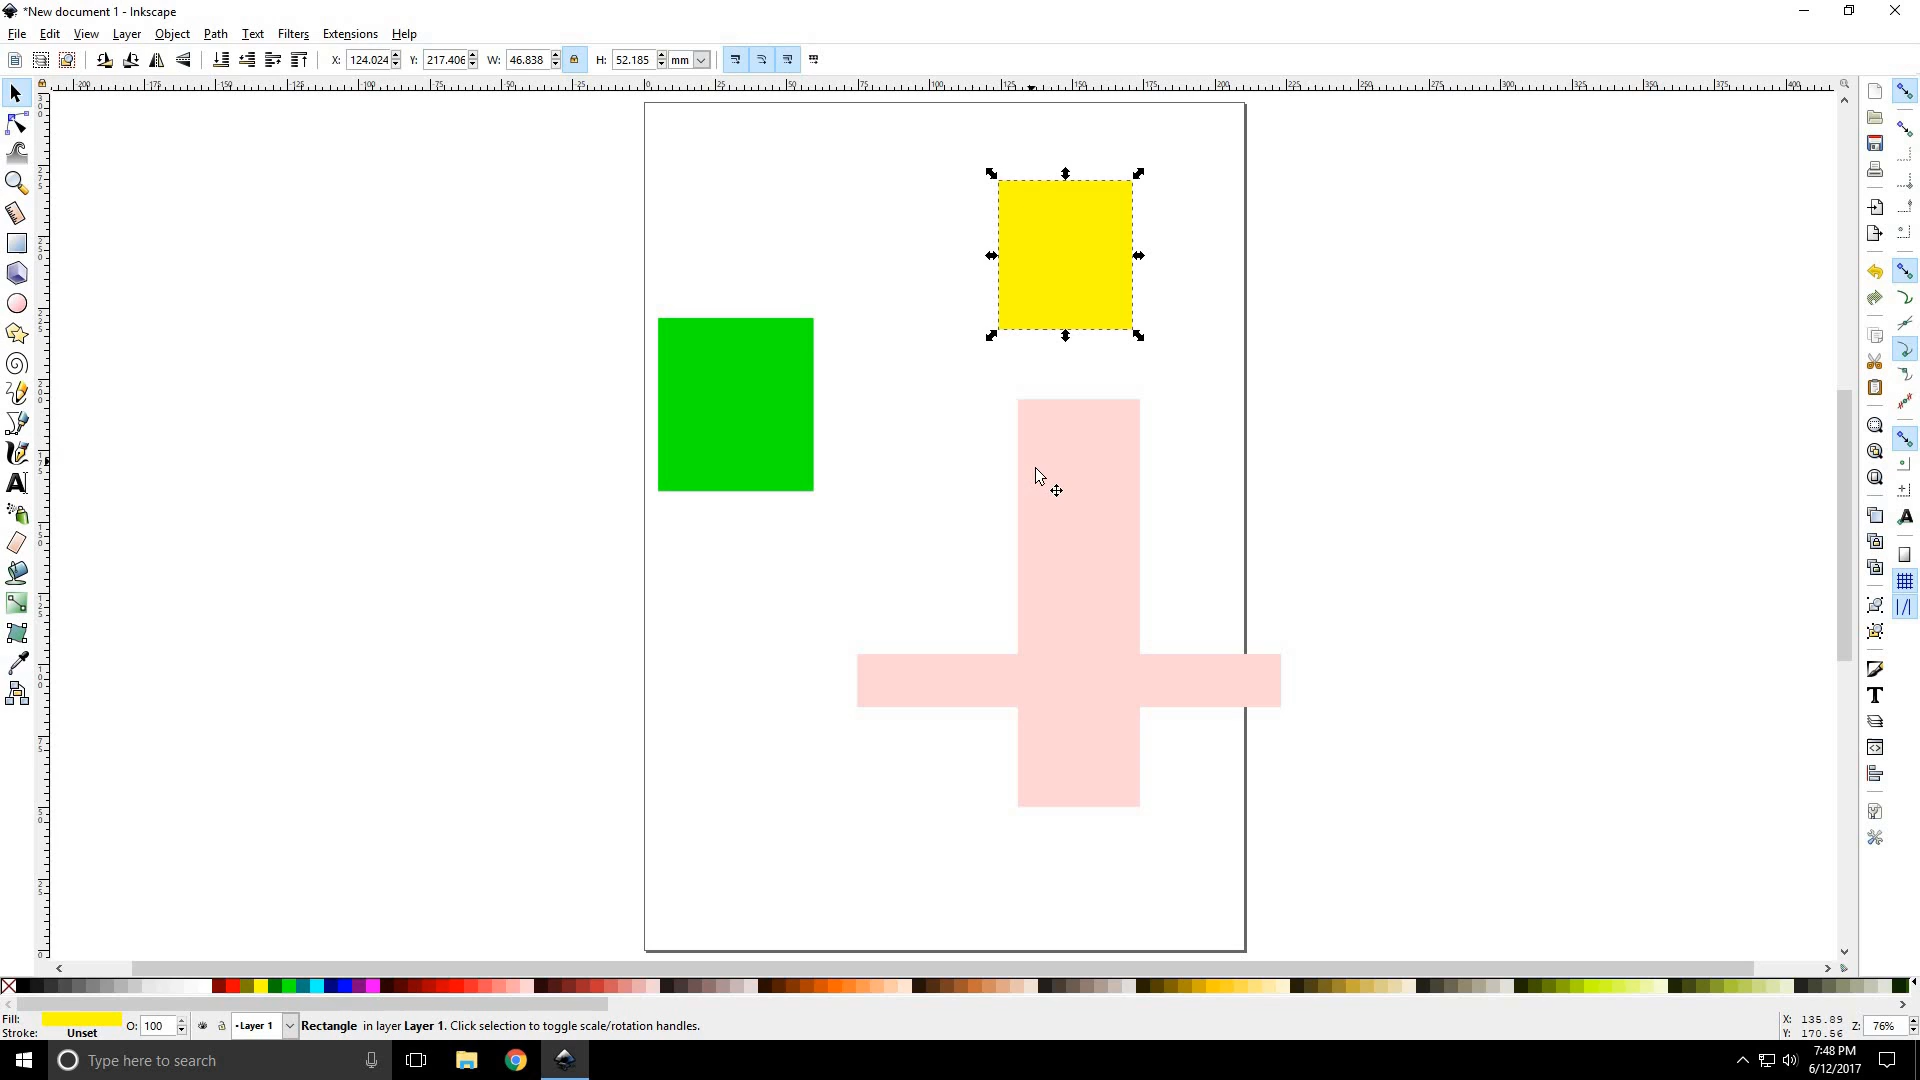 *New document 1 - Inkscape
File Edit View Layer Object Text Filters Extensions Help
X: 124.024 Y: 217.406 W: 46.838 H: 52.185 mm
Fill:
Stroke: Unset
O: 100
•Layer 1
Rectangle in layer Layer 1. Click selection to toggle scale/rotation handles.
X: 135.89
Y: 170.56
Z: 76%
Type here to search
7:48 PM
6/12/2017